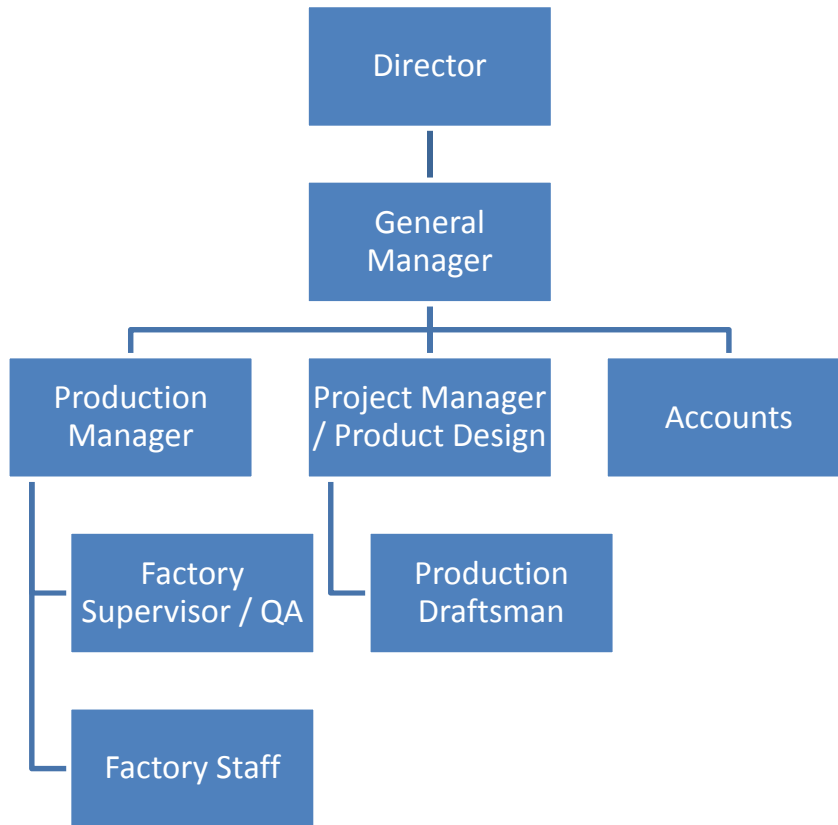 Director
General
Manager
Production
Manager
Project Manager
/ Product Design
Accounts
Factory
Supervisor / QA
Production
Draftsman
Factory Staff